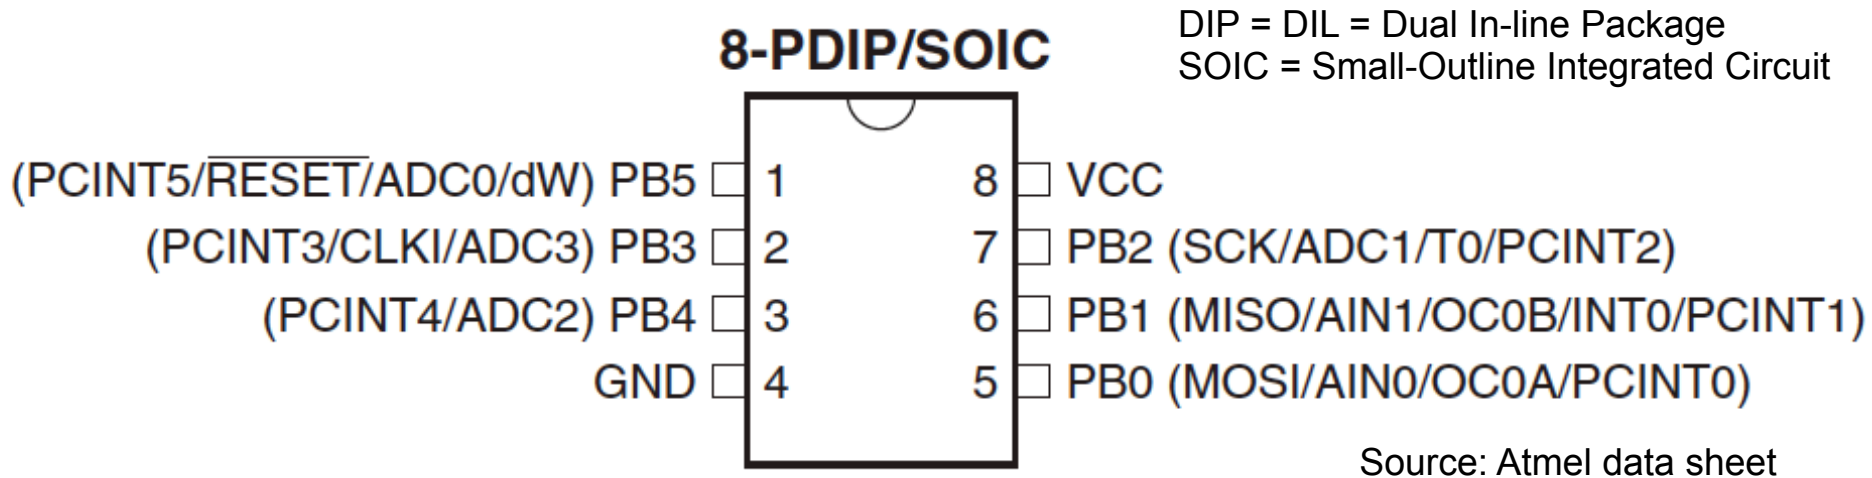 DIP = DIL = Dual In-line Package
8-PDIP/SOIC
SOIC = Small-Outline Integrated Circuit
(PCINT5/RESET/ADC0/dW) PB5 1 8 VCC
(PCINT3/CLKI/ADC3) PB3 2 7 PB2 (SCK/ADC1/T0/PCINT2)
(PCINT4/ADC2) PB4 3 6 PB1 (MISO/AIN1/OC0B/INT0/PCINT1)
GND 4 5 PB0 (MOSI/AIN0/OC0A/PCINT0)
Source: Atmel data sheet